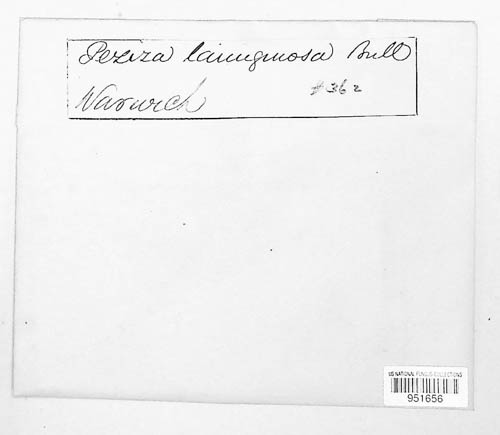 Peziza lanuginosa Bull
Warwick
#362
US NATIONAL FUNGUS COLLECTIONS
951656